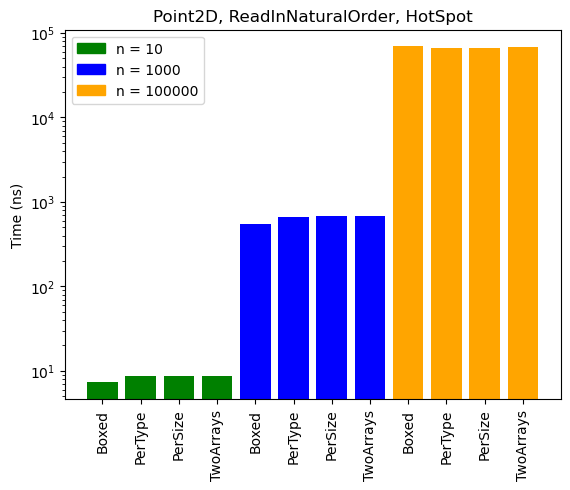 Point2D, ReadInNaturalOrder, HotSpot
n = 10
n = 1000
n = 100000
Time (ns)
10^5
10^4
10^3
10^2
10^1
Boxed
PerType
PerSize
TwoArrays
Boxed
PerType
PerSize
TwoArrays
Boxed
PerType
PerSize
TwoArrays